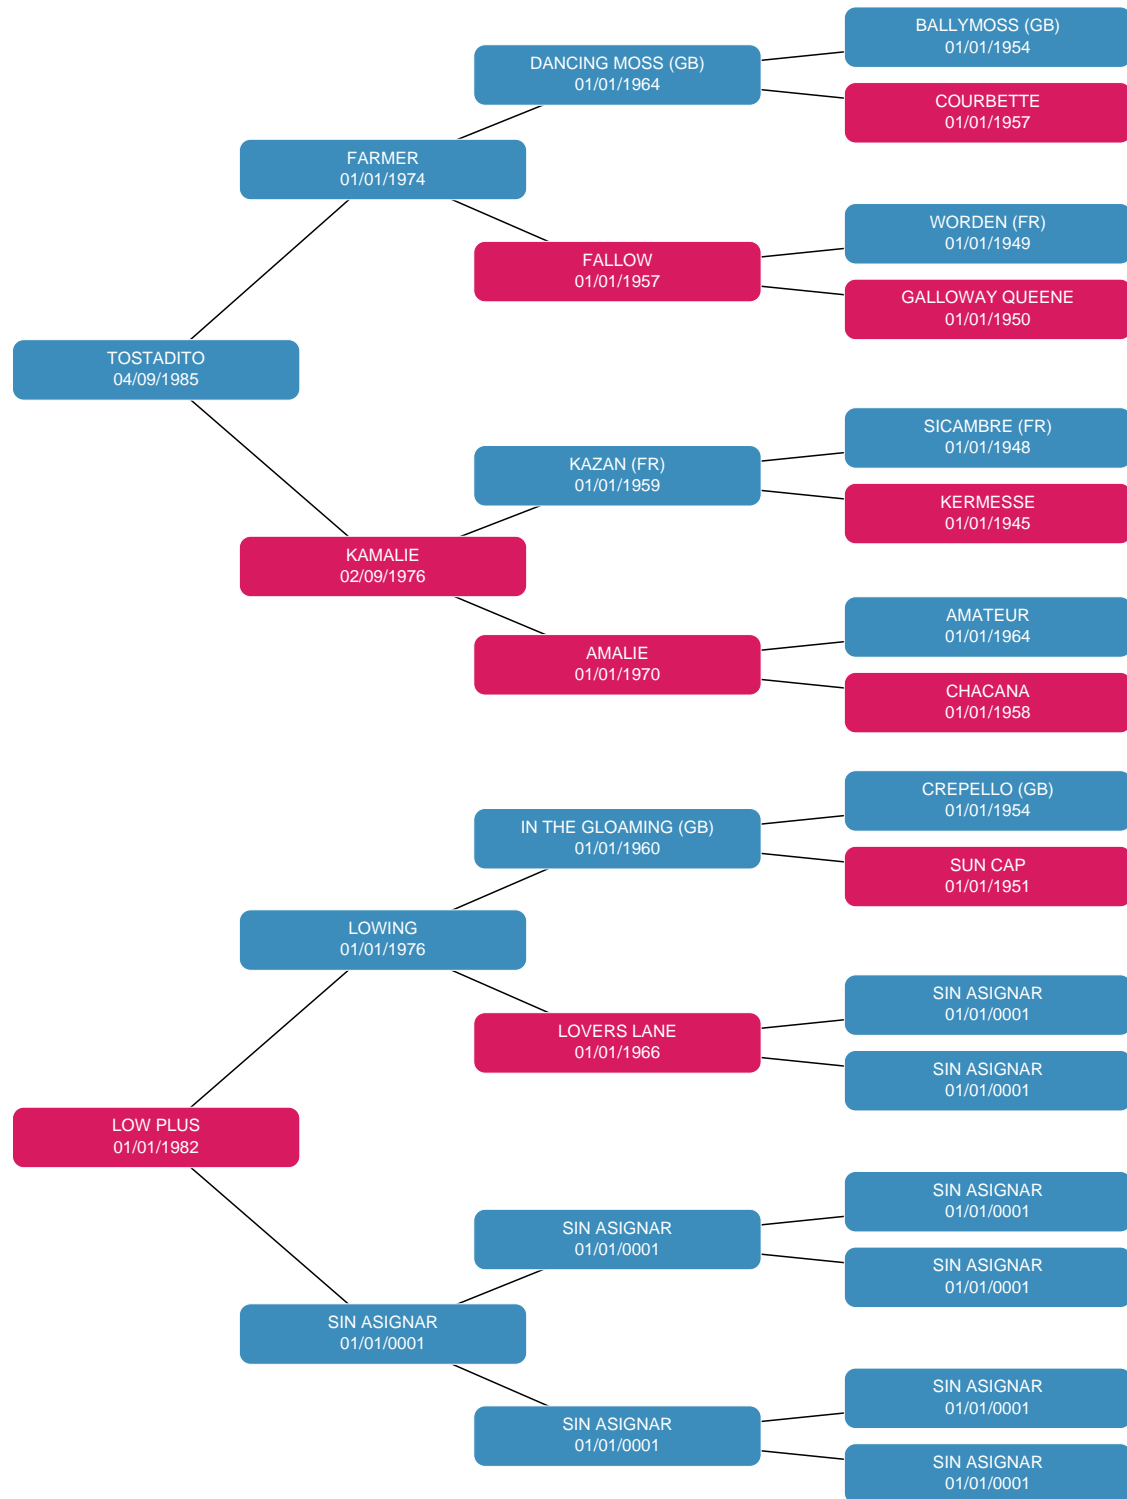 BALLYMOSS (GB)
01/01/1954
DANCING MOSS (GB)
01/01/1964
COURBETTE
01/01/1957
FARMER
01/01/1974
WORDEN (FR)
01/01/1949
FALLOW
01/01/1957
GALLOWAY QUEENE
01/01/1950
TOSTADITO
04/09/1985
SICAMBRE (FR)
01/01/1948
KAZAN (FR)
01/01/1959
KERMESSE
01/01/1945
KAMALIE
02/09/1976
AMATEUR
01/01/1964
AMALIE
01/01/1970
CHACANA
01/01/1958
CREPELLO (GB)
01/01/1954
IN THE GLOAMING (GB)
01/01/1960
SUN CAP
01/01/1951
LOWING
01/01/1976
SIN ASIGNAR
01/01/0001
LOVERS LANE
01/01/1966
SIN ASIGNAR
01/01/0001
LOW PLUS
01/01/1982
SIN ASIGNAR
01/01/0001
SIN ASIGNAR
01/01/0001
SIN ASIGNAR
01/01/0001
SIN ASIGNAR
01/01/0001
SIN ASIGNAR
01/01/0001
SIN ASIGNAR
01/01/0001
SIN ASIGNAR
01/01/0001